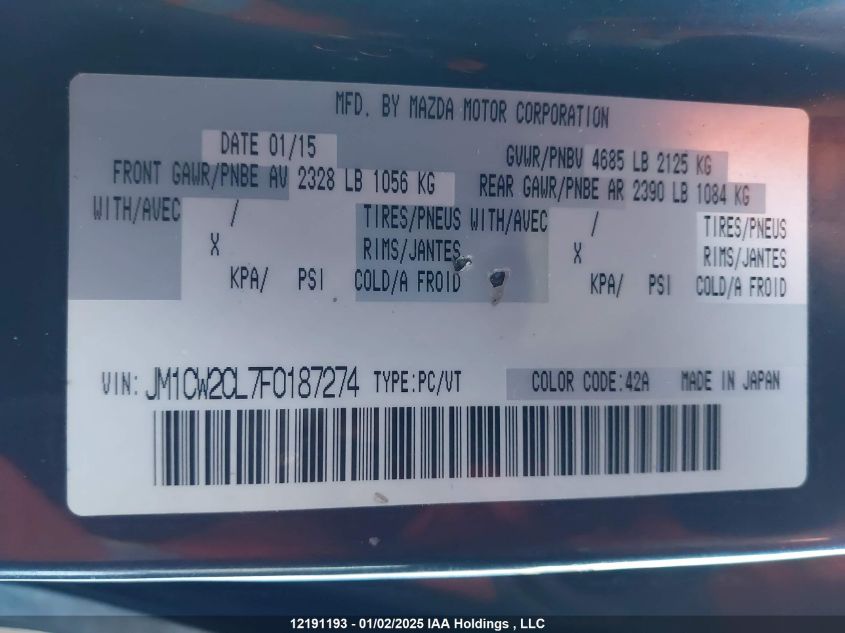 MFD. BY MAZDA MOTOR CORPORATION
DATE 01/15 GVWR/PNBV 4685 LB 2125 KG
FRONT GAWR/PNBE AV 2328 LB 1056 KG REAR GAWR/PNBE AR 2390 LB 1084 KG
WITH/AVEC / TIRES/PNEUS WITH/AVEC / TIRES/PNEUS
X RIMS/JANTES X RIMS/JANTES
KPA/ PSI COLD/A FROID KPA/ PSI COLD/A FROID
VIN: JM1CW2CL7F0187274 TYPE:PC/VT COLOR CODE:42A MADE IN JAPAN
12191193 - 01/02/2025 IAA Holdings , LLC